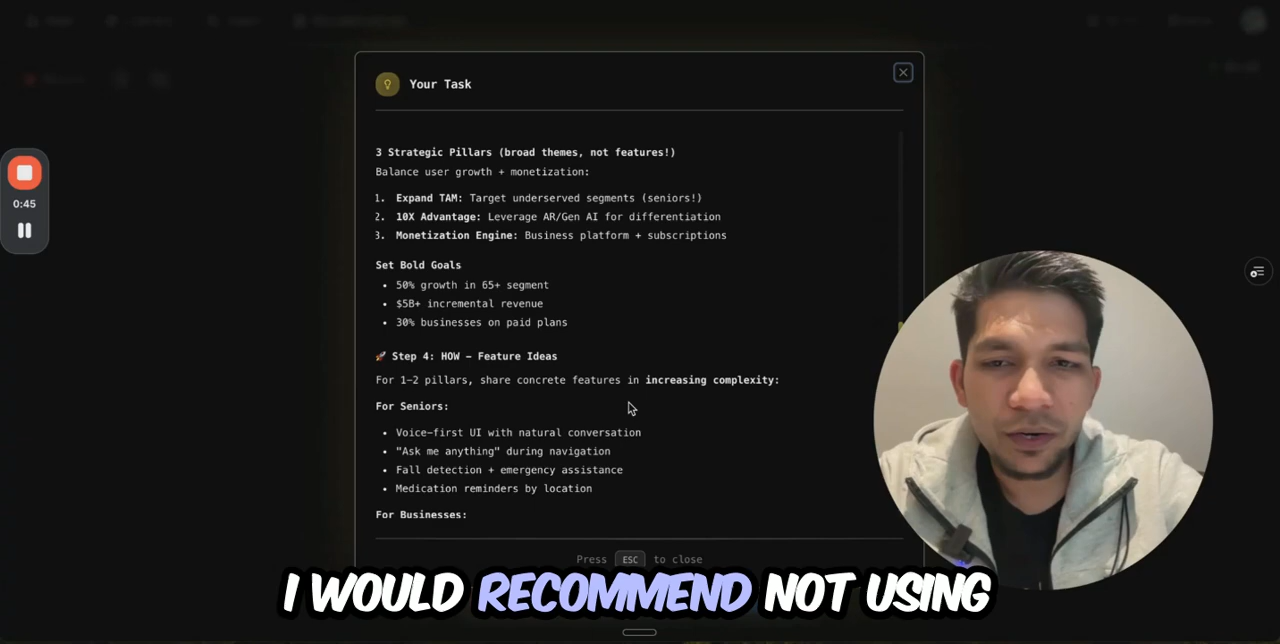 Your Task
3 Strategic Pillars (broad themes, not features!)
Balance user growth + monetization:
1. Expand TAM: Target underserved segments (seniors!)
2. 10X Advantage: Leverage AR/Gen AI for differentiation
3. Monetization Engine: Business platform + subscriptions
Set Bold Goals
• 50% growth in 65+ segment
• $5B+ incremental revenue
• 30% businesses on paid plans
0:45
🚀 Step 4: HOW – Feature Ideas
For 1–2 pillars, share concrete features in increasing complexity:
For Seniors:
• Voice–first UI with natural conversation
• "Ask me anything" during navigation
• Fall detection + emergency assistance
• Medication reminders by location
For Businesses:
Press ESC to close
I WOULD RECOMMEND NOT USING